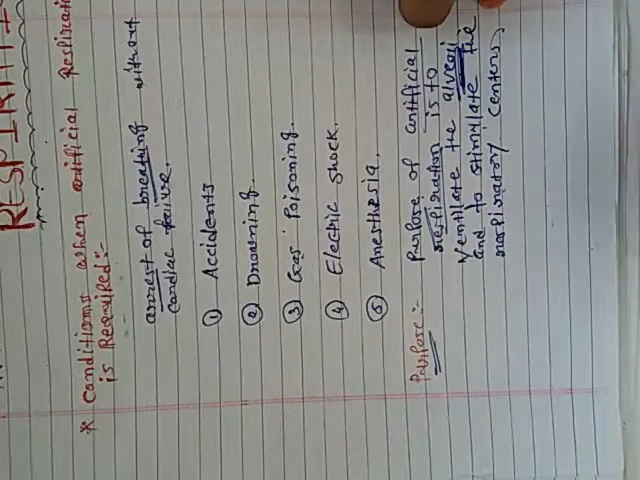 * Conditions when artificial Respirati
is Required:-
arrest of breathing without
cardiac failure.
① Accidents
② Drowning.
③ Gas Poisoning.
④ Electric shock.
⑤ Anesthesia.
Purpose:- Purpose of artificial
respiration is to
ventilate the alveoli
and to stimulate the
respiratory centers,